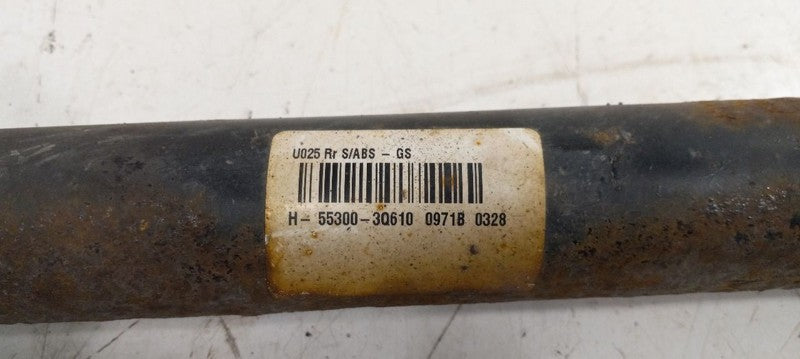 U025 Rr S/ABS - GS
H- 55300-3Q610 0971B 0328